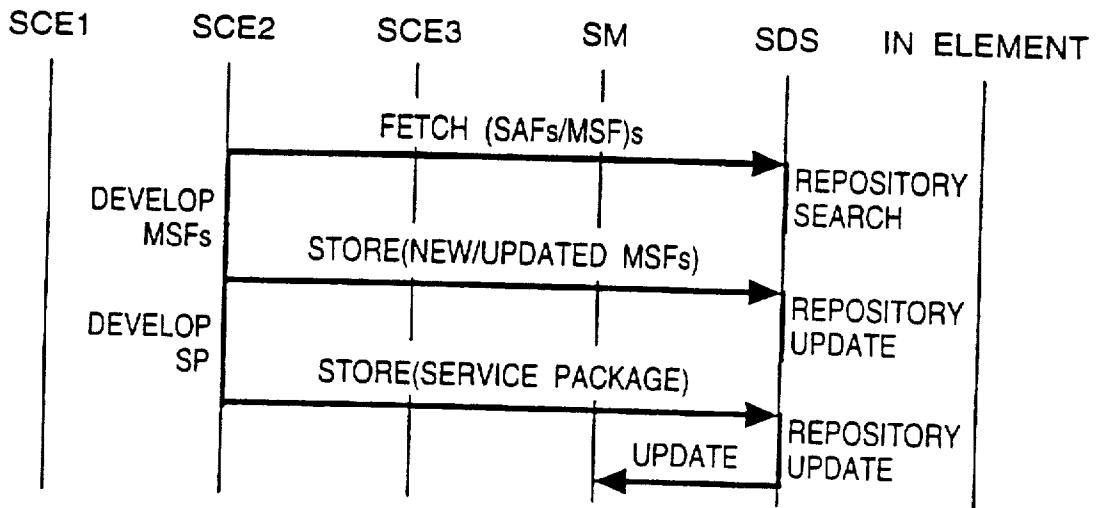 SCE1 SCE2 SCE3 SM SDS IN ELEMENT
FETCH (SAFs/MSF)s
REPOSITORY
SEARCH
DEVELOP
MSFs
STORE(NEW/UPDATED MSFs)
REPOSITORY
UPDATE
DEVELOP
SP
STORE(SERVICE PACKAGE)
REPOSITORY
UPDATE
UPDATE